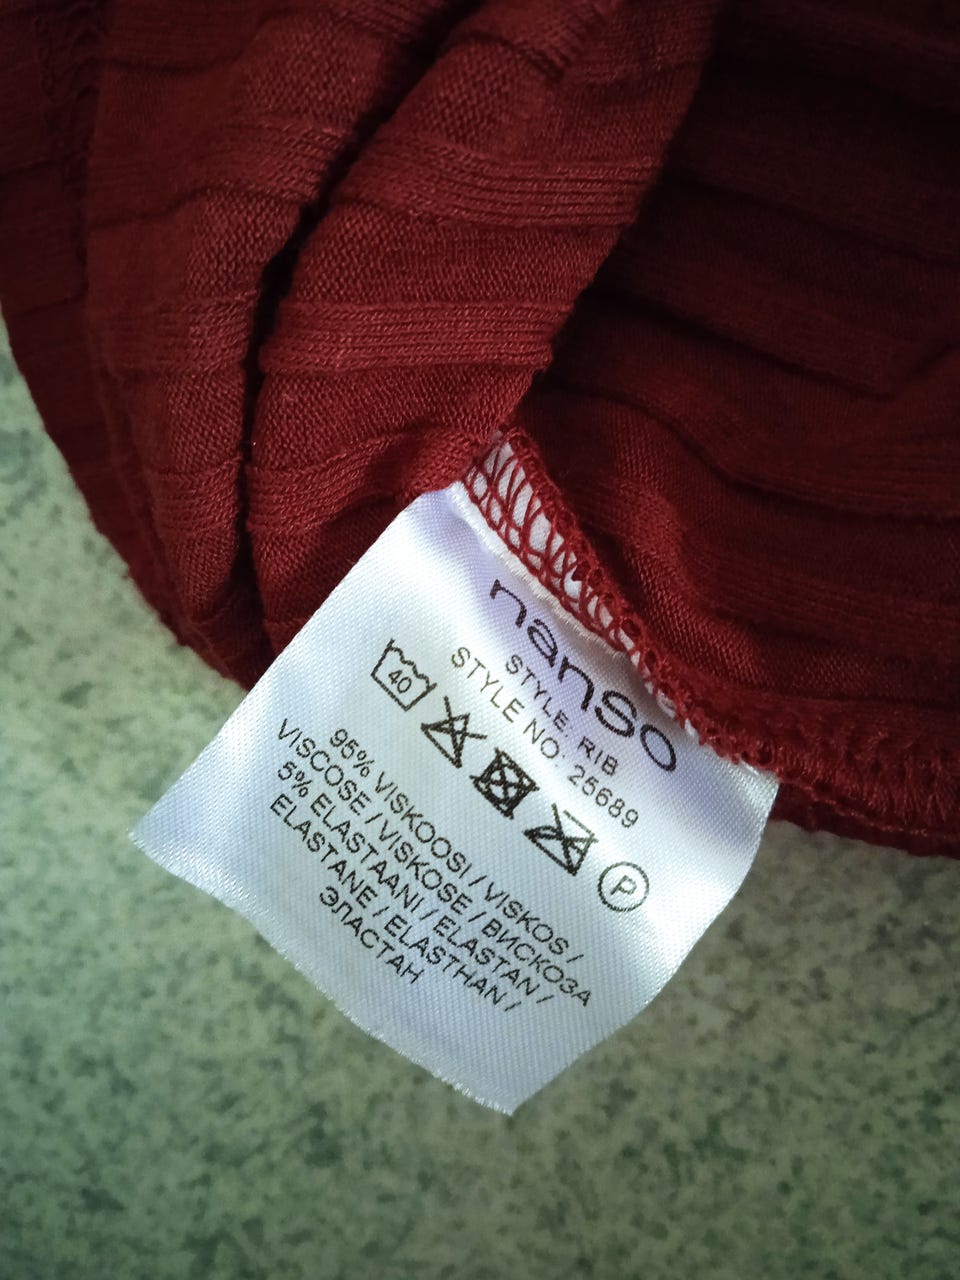 nanso
STYLE. RIB
STYLE NO. 25689
40
P
95% VISKOOSI / VISKOS /
VISCOSE / VISKOSE / ВИСКОЗА
5% ELASTAANI / ELASTAN /
ELASTANE / ELASTHAN /
ЭЛАСТАН